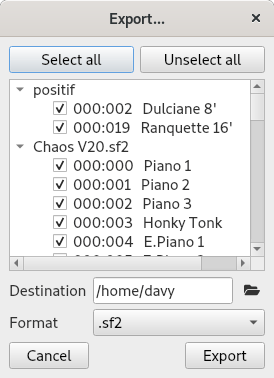 Export...
Select all
Unselect all
positif
000:002 Dulciane 8'
000:019 Ranquette 16'
Chaos V20.sf2
000:000 Piano 1
000:001 Piano 2
000:002 Piano 3
000:003 Honky Tonk
000:004 E.Piano 1
Destination /home/davy
Format .sf2
Cancel
Export